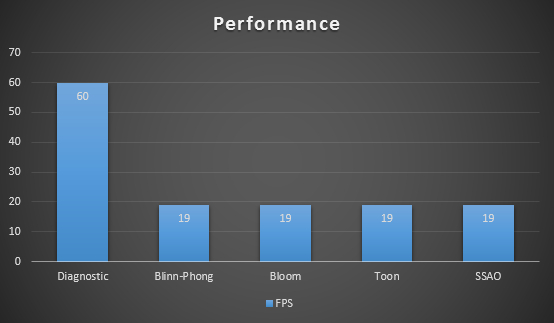 Performance
70
60
50
40
30
20
10
0
60
19
19
19
19
Diagnostic
Blinn-Phong
Bloom
Toon
SSAO
FPS